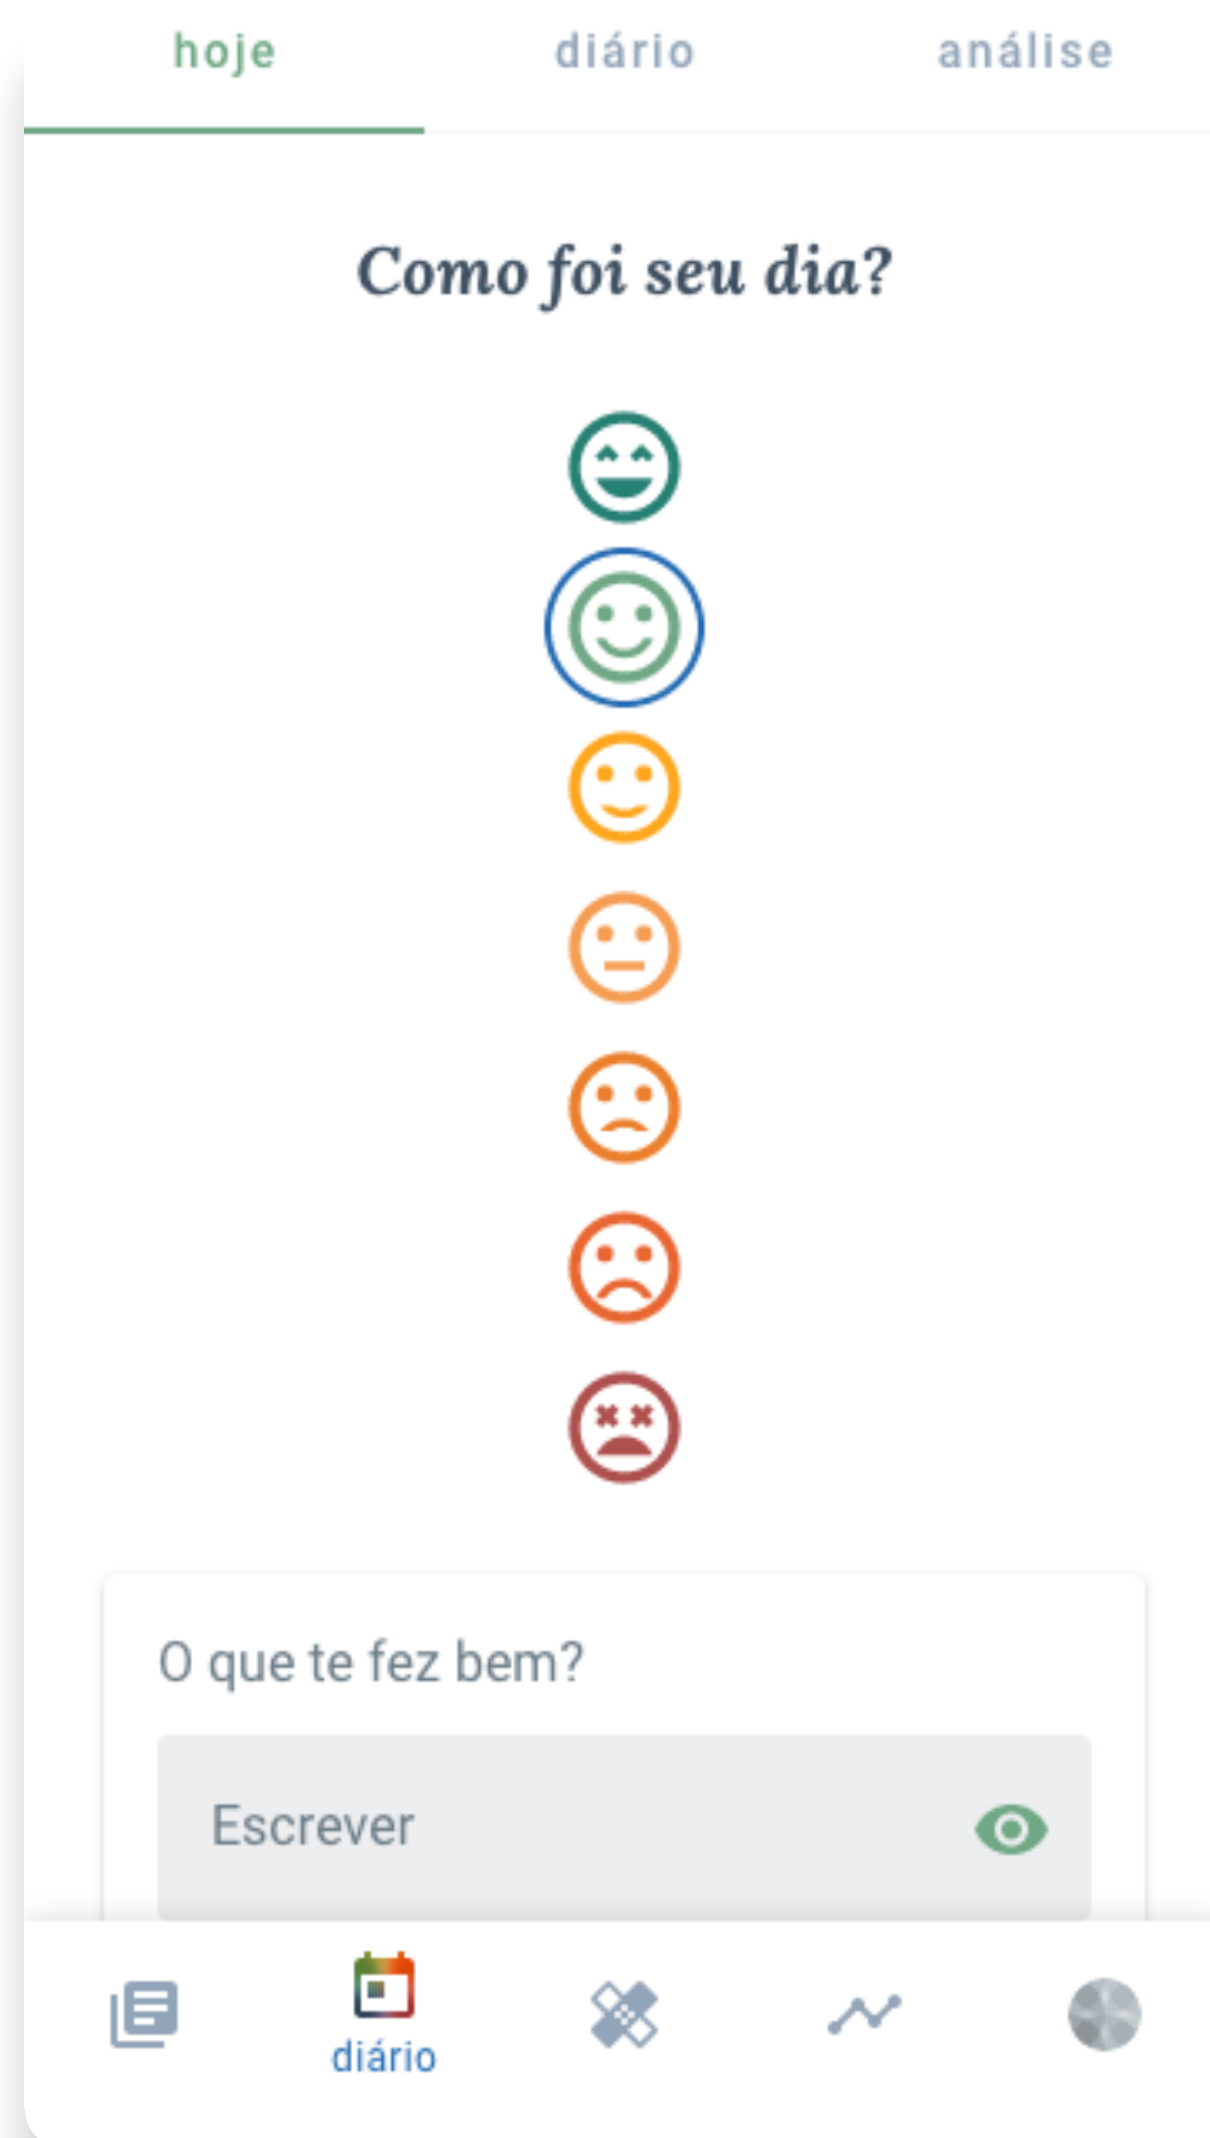 hoje diário análise
Como foi seu dia?
O que te fez bem?
Escrever
diário